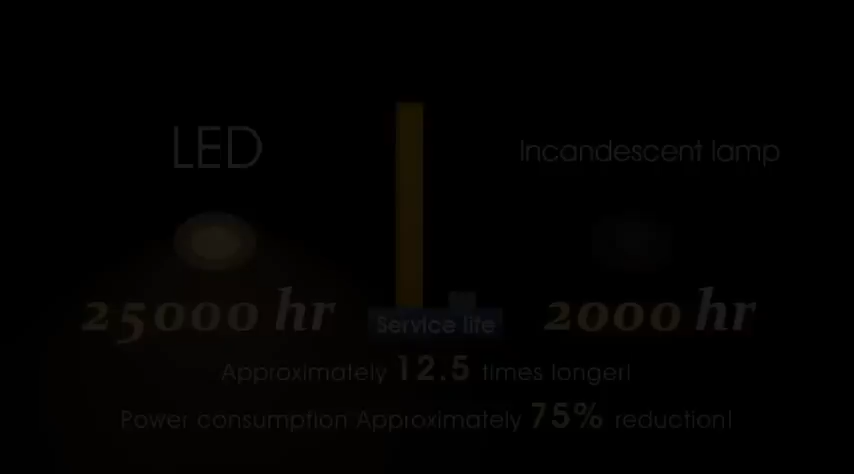 LED
Incandescent lamp
25000 hr
Service life
2000 hr
Approximately 12.5 times longer!
Power consumption Approximately 75% reduction!